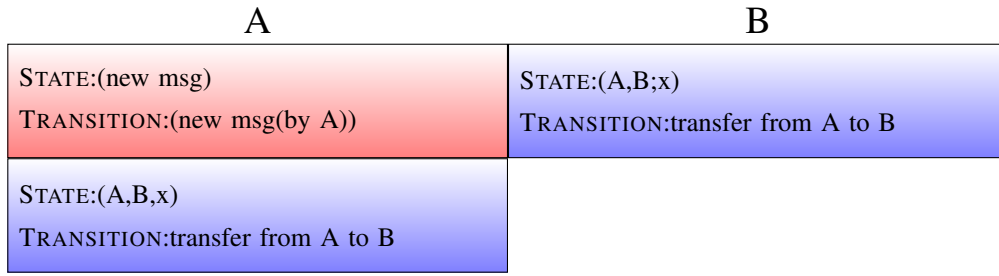 A
B
STATE:(new msg)
TRANSITION:(new msg(by A))
STATE:(A,B;x)
TRANSITION:transfer from A to B
STATE:(A,B,x)
TRANSITION:transfer from A to B